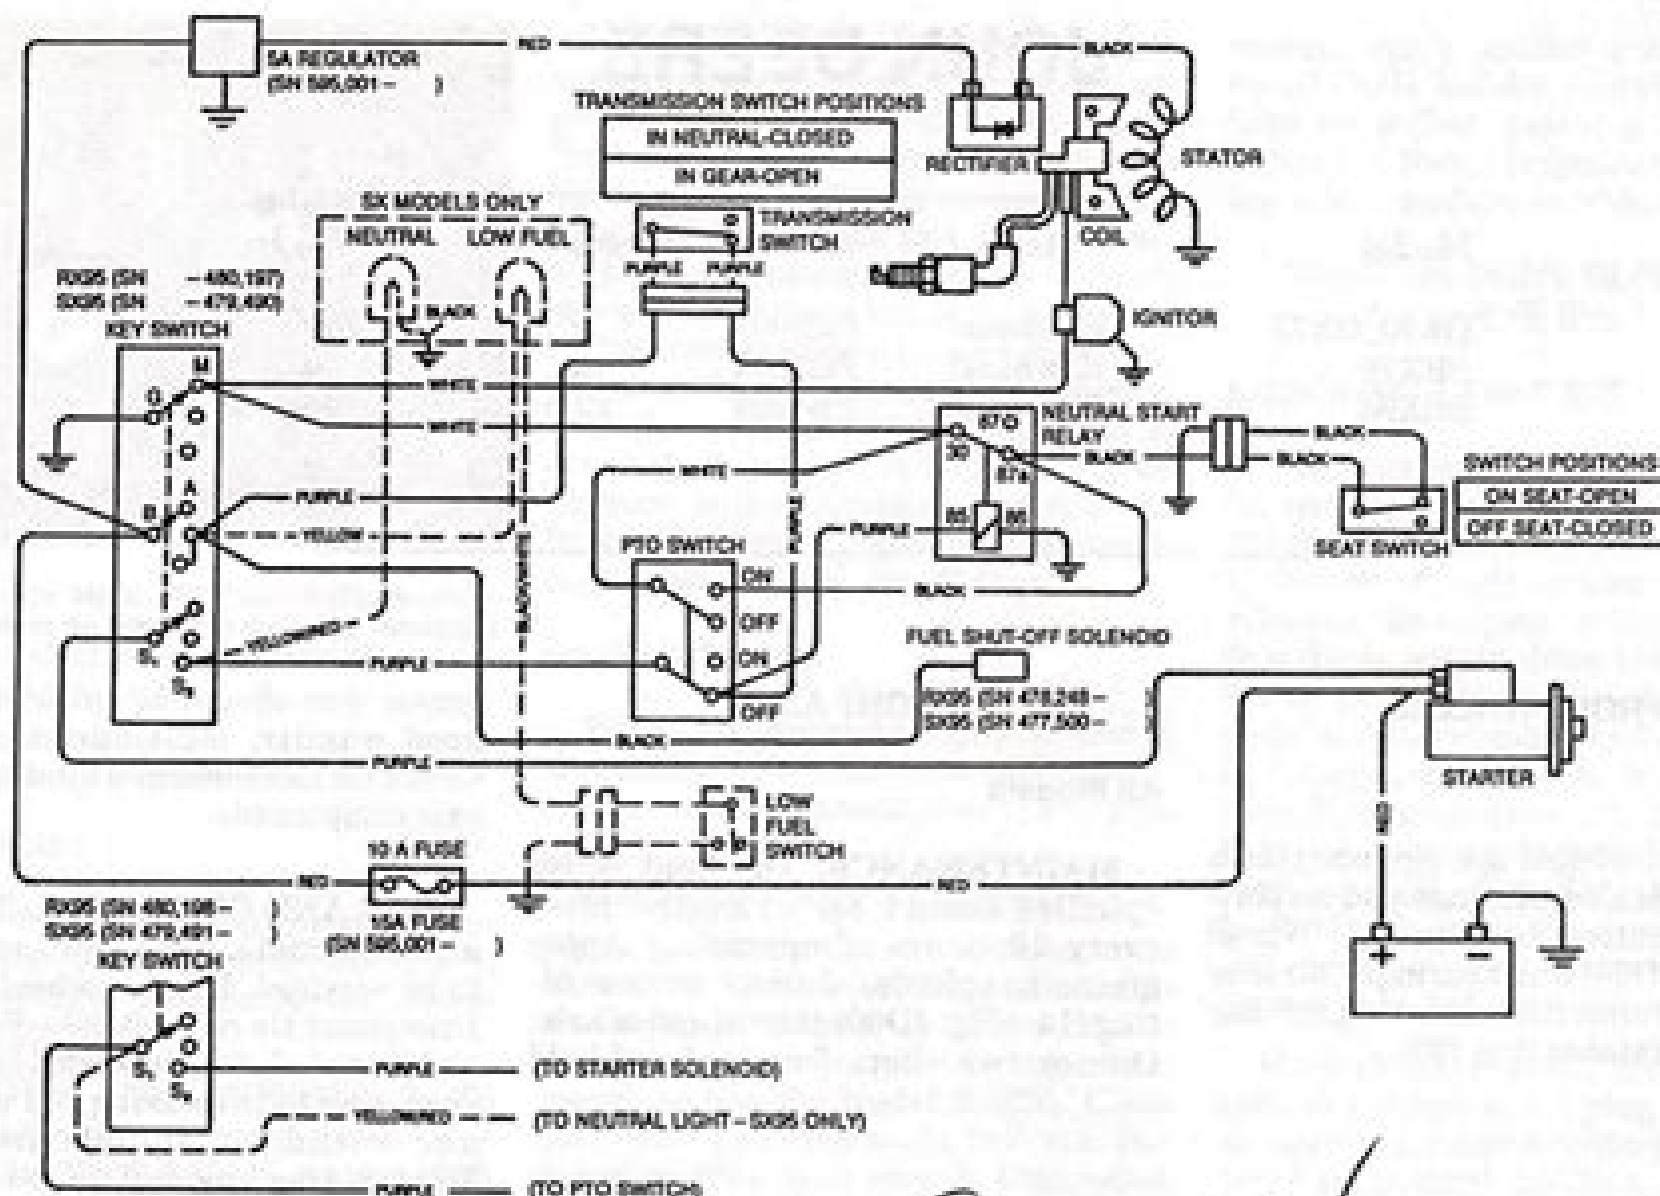 RED
BLACK
5A REGULATOR
(SN 595,001 – )
TRANSMISSION SWITCH POSITIONS
IN NEUTRAL-CLOSED
IN GEAR-OPEN
RECTIFIER
STATOR
COIL
SX MODELS ONLY
NEUTRAL
LOW FUEL
TRANSMISSION
SWITCH
PURPLE
PURPLE
BLACK
RX95 (SN – 480,197)
SX95 (SN – 479,490)
KEY SWITCH
IGNITOR
M
G
WHITE
WHITE
NEUTRAL START
RELAY
87
30
87a
BLACK
BLACK
BLACK
SWITCH POSITIONS
ON SEAT-OPEN
OFF SEAT-CLOSED
SEAT SWITCH
WHITE
A
B
PURPLE
YELLOW
PURPLE
PURPLE
85
86
BLACK/WHITE
PTO SWITCH
ON
OFF
ON
OFF
BLACK
FUEL SHUT-OFF SOLENOID
RX95 (SN 478,248 –
SX95 (SN 477,500 –
YELLOW/RED
PURPLE
BLACK
PURPLE
STARTER
RED
LOW
FUEL
SWITCH
10 A FUSE
RED
RED
15A FUSE
(SN 595,001 – )
+ –
RX95 (SN 480,198 – )
SX95 (SN 479,491 – )
KEY SWITCH
PURPLE
(TO STARTER SOLENOID)
YELLOW/RED
(TO NEUTRAL LIGHT – SX95 ONLY)
PURPLE
(TO PTO SWITCH)